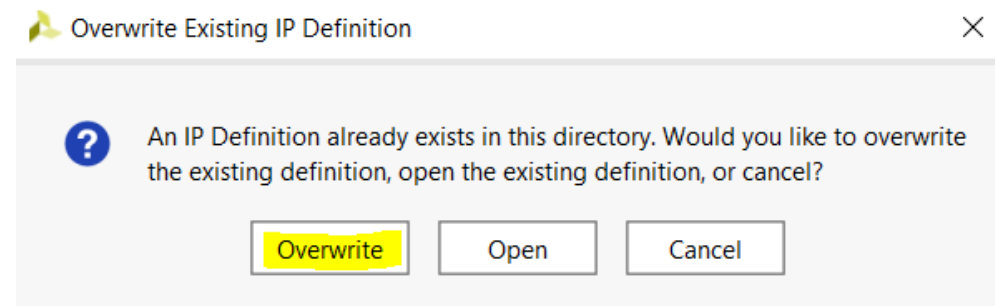 Overwrite Existing IP Definition
An IP Definition already exists in this directory. Would you like to overwrite
the existing definition, open the existing definition, or cancel?
Overwrite Open Cancel